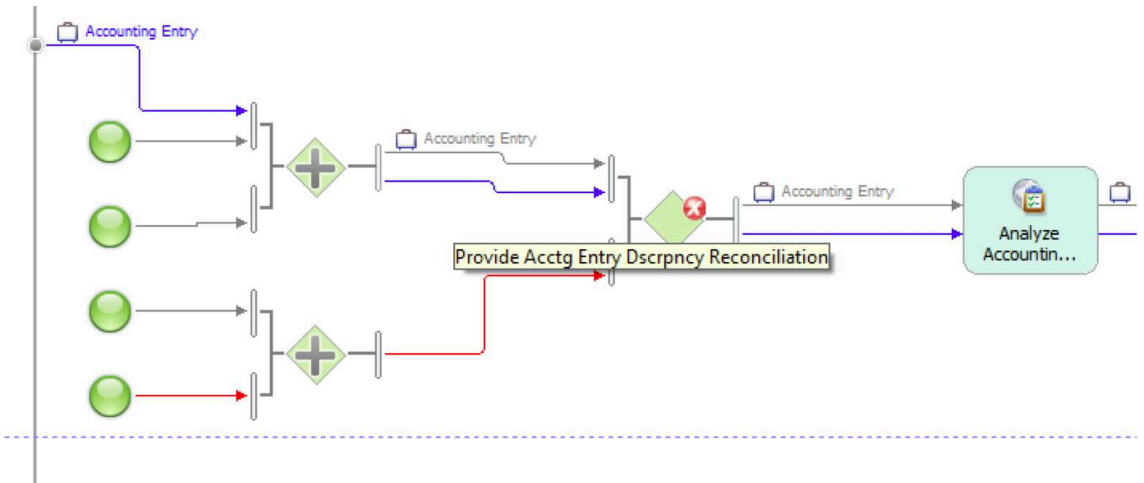 Accounting Entry
Accounting Entry
Accounting Entry
Analyze
Accountin...
Provide Acctg Entry Dscrpncy Reconciliation